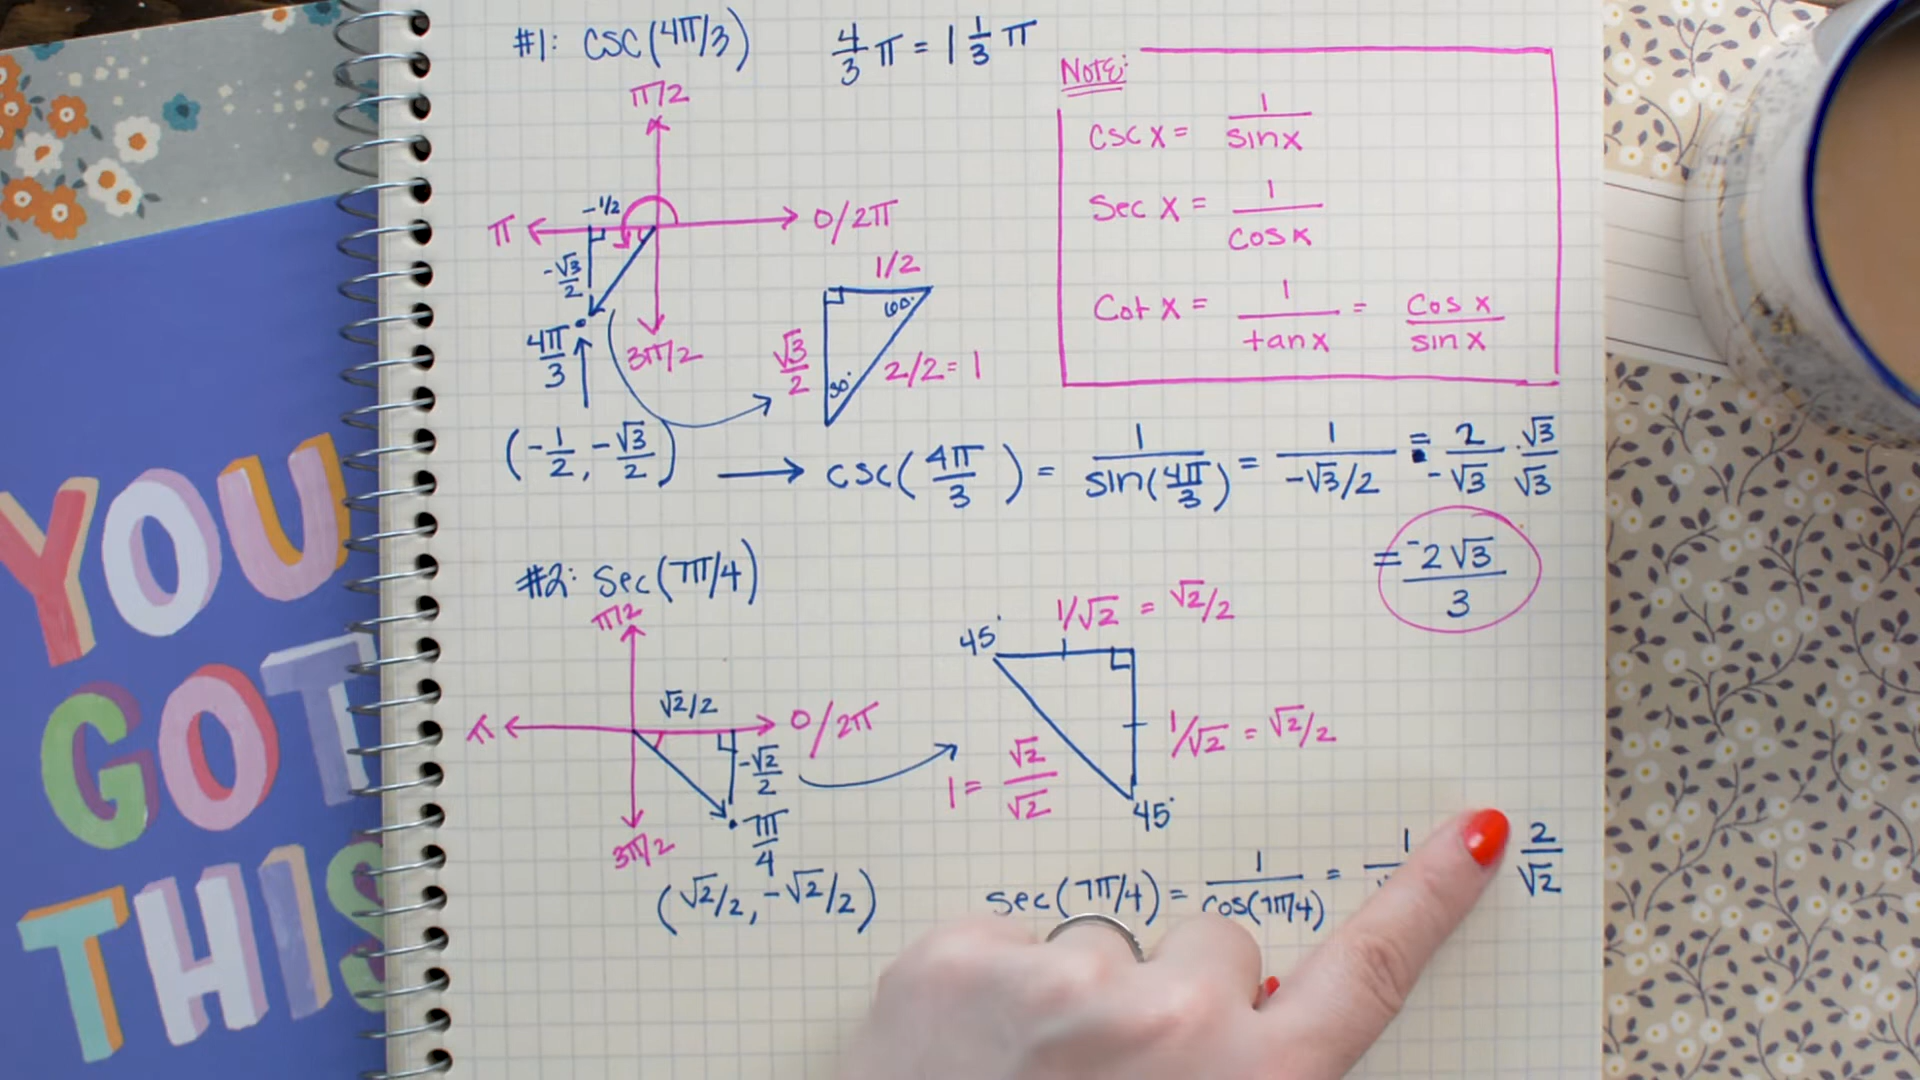 #1: csc(4π/3)
4/3 π = 1 1/3 π
π/2
π
-1/2
0/2π
-√3/2
4π/3
3π/2
1/2
60°
√3/2
30°
2/2 = 1
Note:
csc x = 1/sin x
Sec x = 1/cos x
Cot x = 1/tan x = cos x/sin x
(-1/2, -√3/2) → csc(4π/3) = 1/sin(4π/3) = 1/-√3/2 = 2/-√3 · √3/√3
= -2√3/3
#2: sec(7π/4)
π/2
π
√2/2
0/2π
-√2/2
7π/4
3π/2
(√2/2, -√2/2)
45°
1/√2 = √2/2
1/√2 = √2/2
1 = √2/√2
45°
sec(7π/4) = 1/cos(7π/4) = 1/ 2/√2
YOU
GOT
THIS